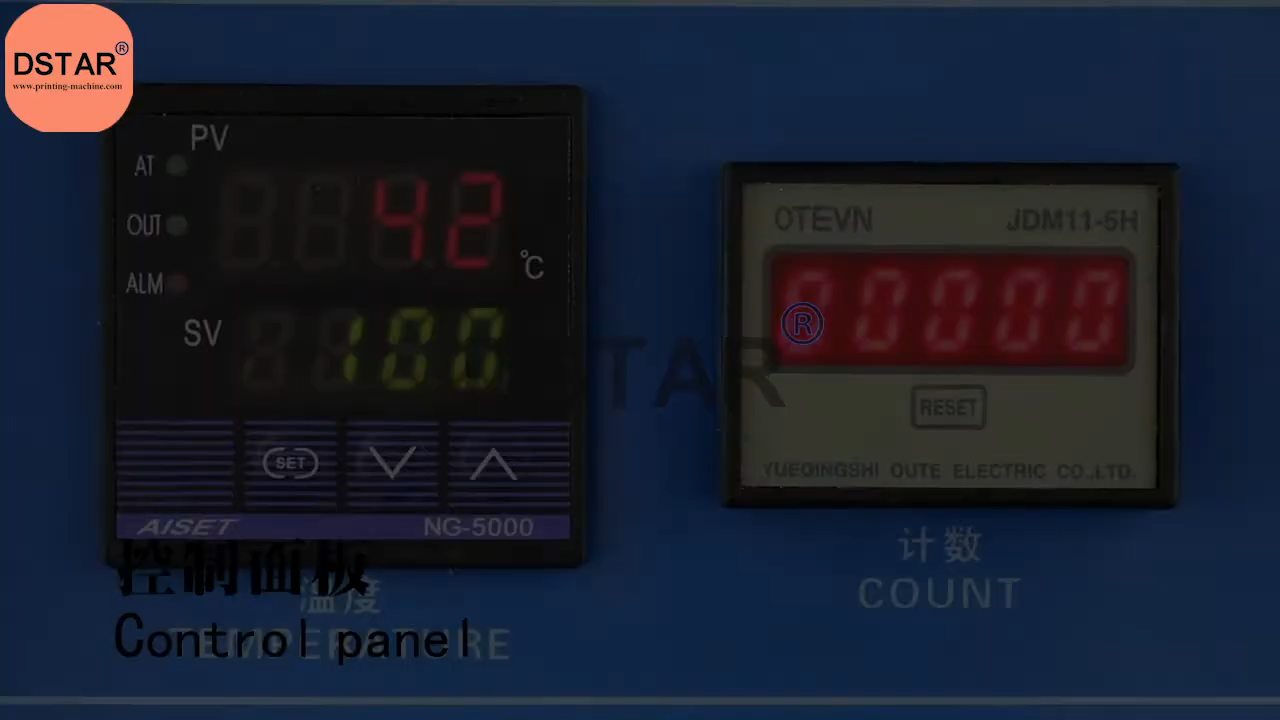 DSTAR®
www.printing-machine.com
PV
AT
42
OUT
℃
ALM
SV
100
SET
AISET NG-5000
温度
TEMPERATURE
控制面板
Control panel
OTEVN JDM11-5H
00000
®
STAR
RESET
YUEQINGSHI OUTE ELECTRIC CO.,LTD.
计数
COUNT